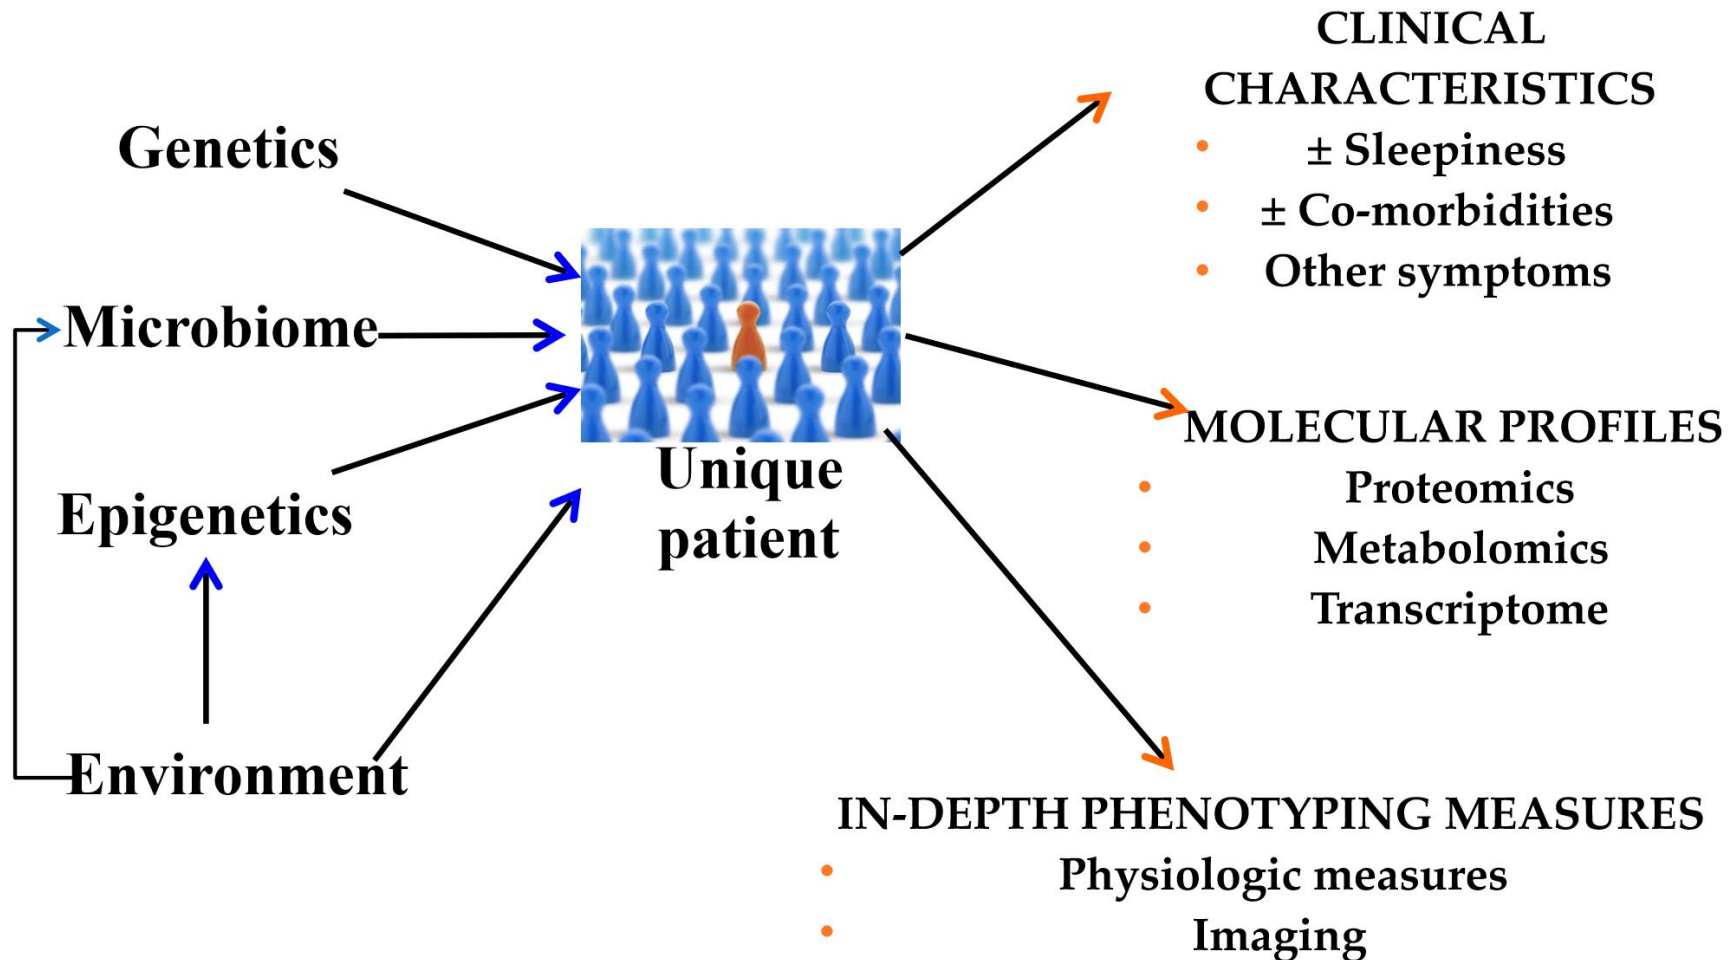 Genetics
Microbiome
Epigenetics
Environment
Unique
patient
CLINICAL
CHARACTERISTICS
• ± Sleepiness
• ± Co-morbidities
• Other symptoms
MOLECULAR PROFILES
• Proteomics
• Metabolomics
• Transcriptome
IN-DEPTH PHENOTYPING MEASURES
• Physiologic measures
• Imaging